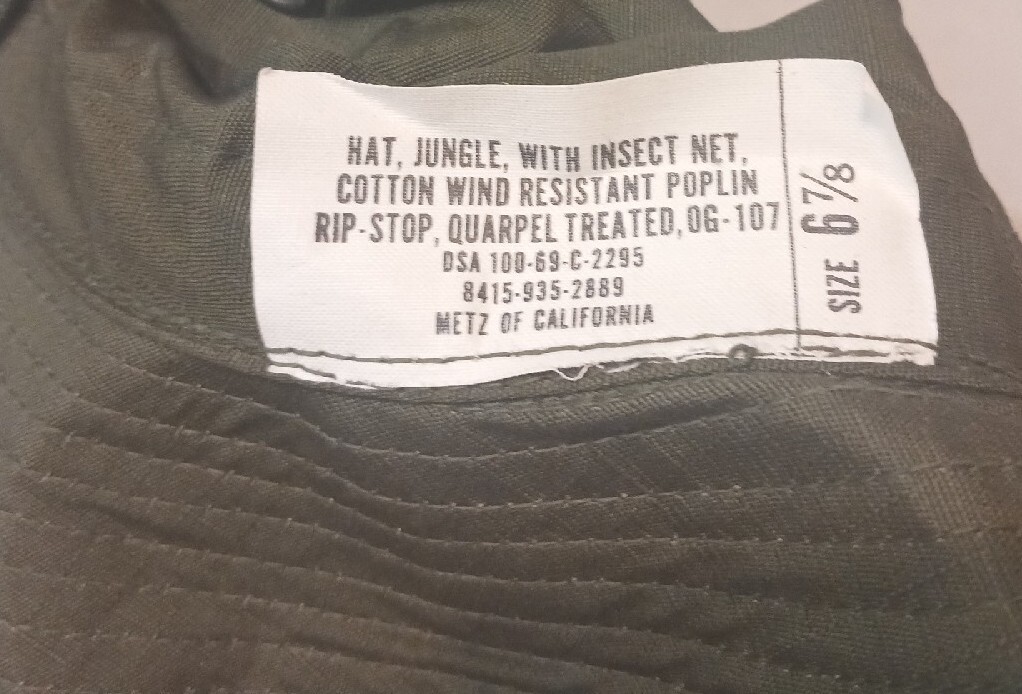 HAT, JUNGLE, WITH INSECT NET,
COTTON WIND RESISTANT POPLIN
RIP-STOP, QUARPEL TREATED, OG-107
DSA 100-69-C-2295
8415-935-2889
METZ OF CALIFORNIA
SIZE 6 7/8